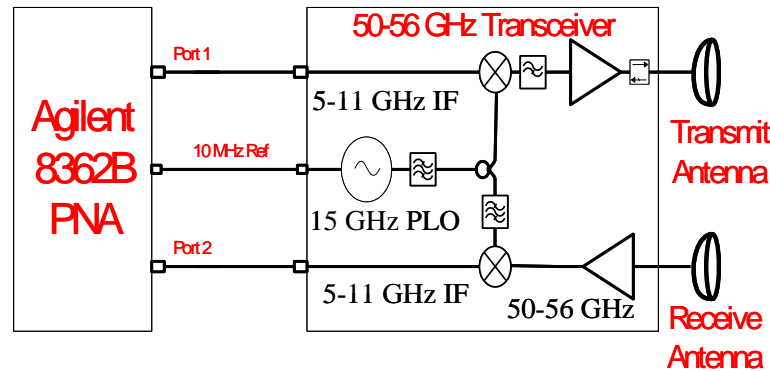 50-56 GHz Transceiver
Port 1
5-11 GHz IF
Agilent
8362B
PNA
10 MHz Ref
15 GHz PLO
Transmit
Antenna
Port 2
5-11 GHz IF
50-56 GHz
Receive
Antenna